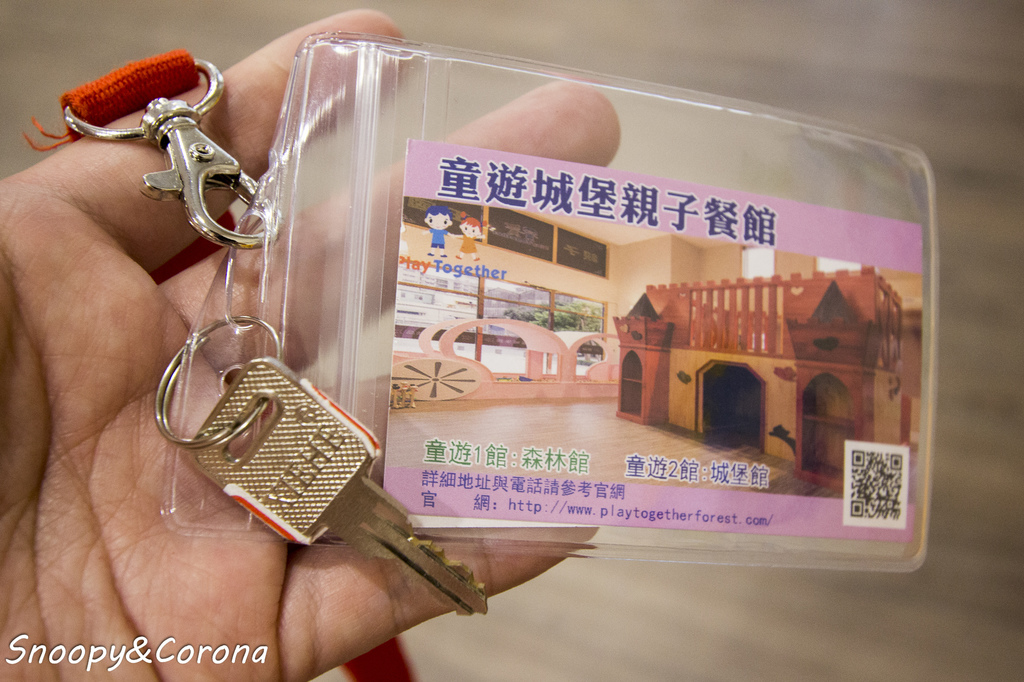 童遊城堡親子餐館
Play Together
童遊1館:森林館
童遊2館:城堡館
詳細地址與電話請參考官網
官 網:http://www.playtogetherforest.com/
Snoopy&Corona